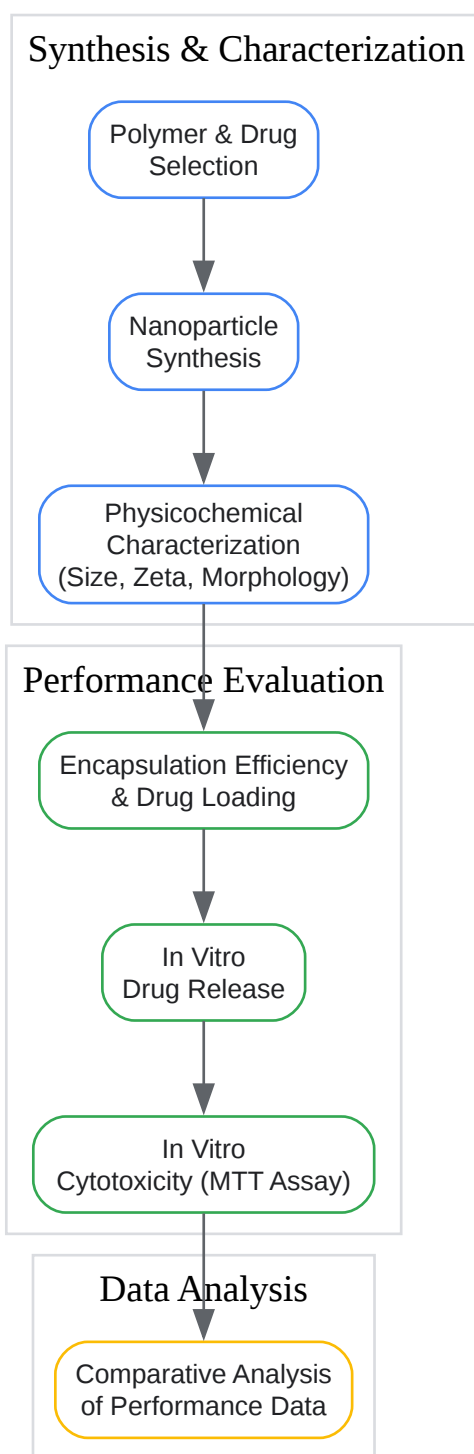 Synthesis & Characterization
Polymer & Drug
Selection
Nanoparticle
Synthesis
Physicochemical
Characterization
(Size, Zeta, Morphology)
Performance Evaluation
Encapsulation Efficiency
& Drug Loading
In Vitro
Drug Release
In Vitro
Cytotoxicity (MTT Assay)
Data Analysis
Comparative Analysis
of Performance Data